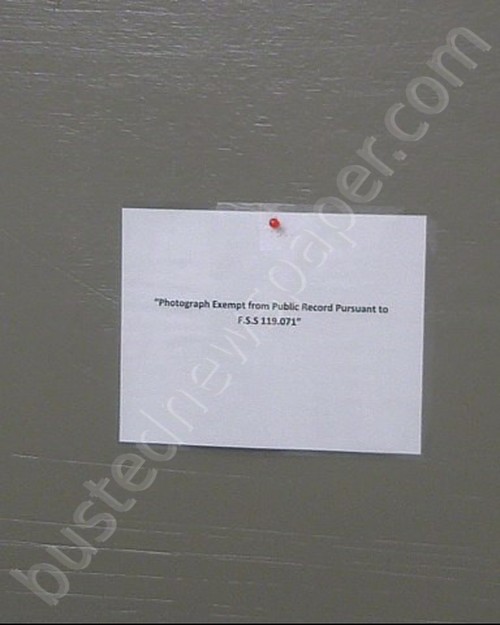 "Photograph Exempt from Public Record Pursuant to
F.S.S 119.071"
bustednewspaper.com